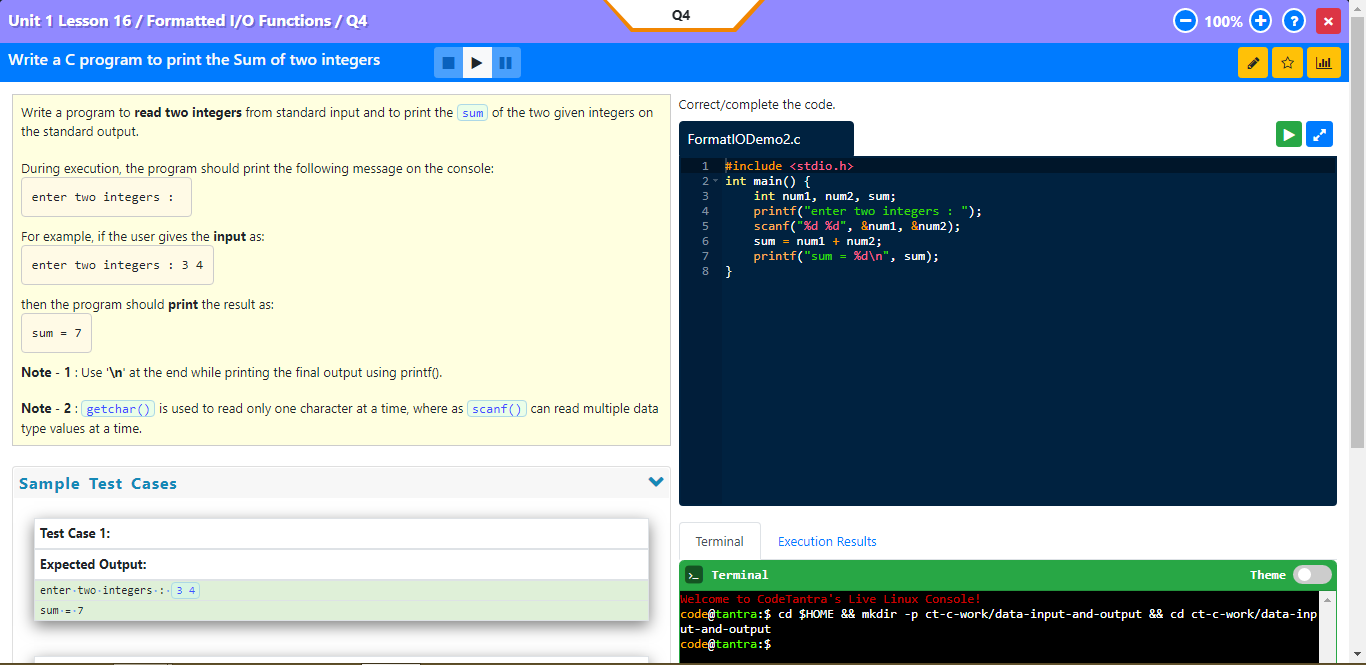 Unit 1 Lesson 16 / Formatted I/O Functions / Q4
Q4
100%
Write a C program to print the Sum of two integers
Write a program to read two integers from standard input and to print the sum of the two given integers on
the standard output.
During execution, the program should print the following message on the console:
enter two integers :
For example, if the user gives the input as:
enter two integers : 3 4
then the program should print the result as:
sum = 7
Note - 1 : Use '\n' at the end while printing the final output using printf().
Note - 2 : getchar() is used to read only one character at a time, where as scanf() can read multiple data
type values at a time.
Sample Test Cases
Test Case 1:
Expected Output:
enter·two·integers·:·3 4
sum·=·7
Correct/complete the code.
FormatIODemo2.c
1 #include <stdio.h>
2 int main() {
3 int num1, num2, sum;
4 printf("enter two integers : ");
5 scanf("%d %d", &num1, &num2);
6 sum = num1 + num2;
7 printf("sum = %d\n", sum);
8 }
Terminal
Execution Results
Terminal
Theme
Welcome to CodeTantra's Live Linux Console!
code@tantra:$ cd $HOME && mkdir -p ct-c-work/data-input-and-output && cd ct-c-work/data-inp
ut-and-output
code@tantra:$